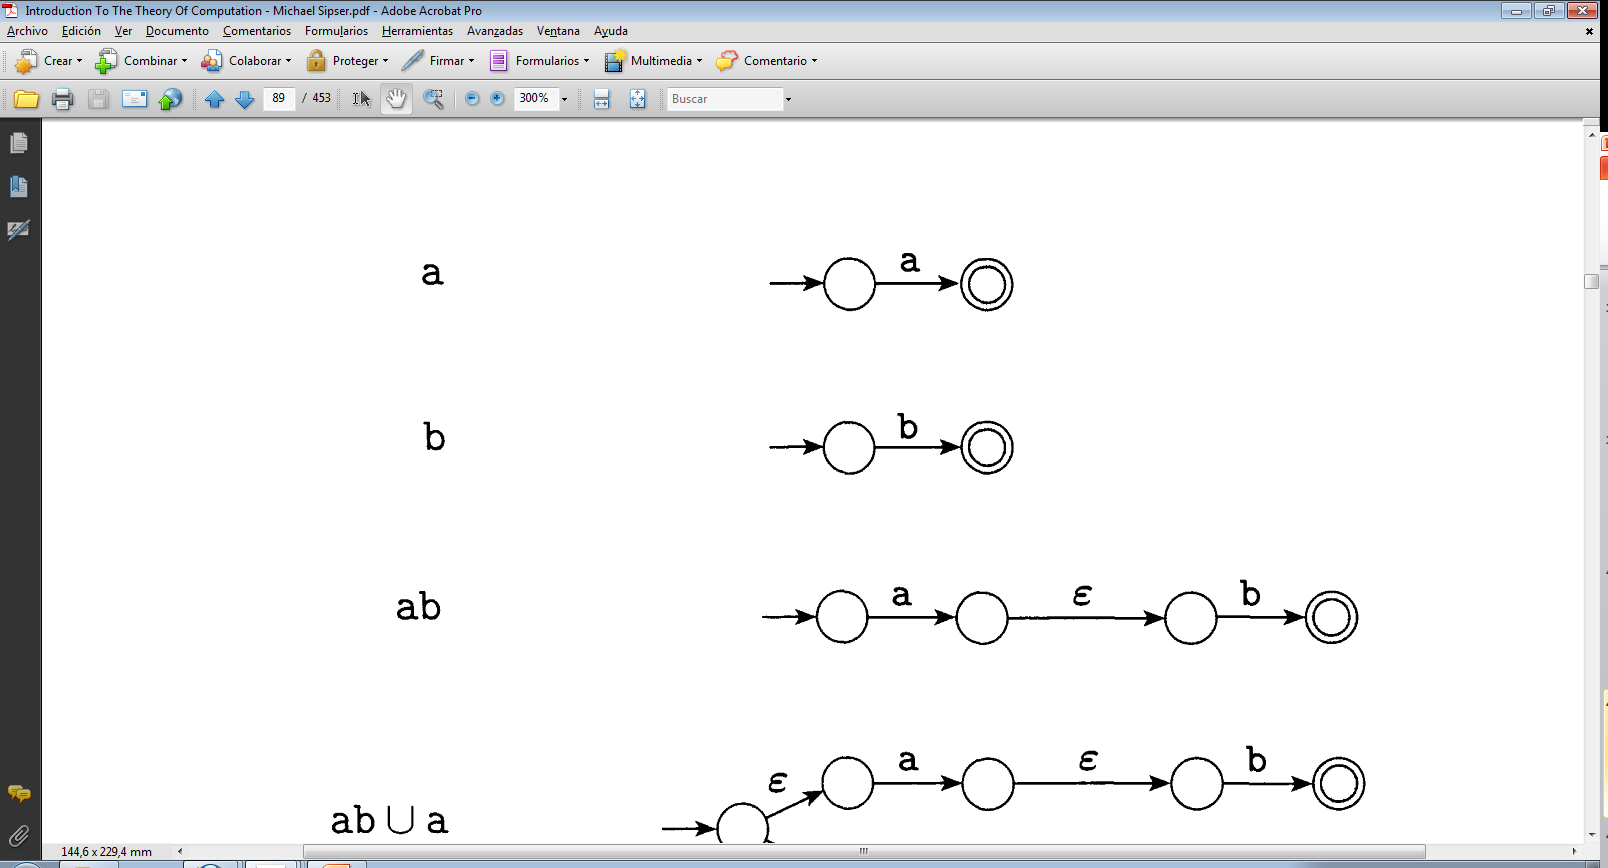 Introduction To The Theory Of Computation - Michael Sipser.pdf - Adobe Acrobat Pro
Archivo Edición Ver Documento Comentarios Formularios Herramientas Avanzadas Ventana Ayuda
Crear Combinar Colaborar Proteger Firmar Formularios Multimedia Comentario
89 / 453 300% Buscar
a a
b b
ab a ε b
ε a ε b
ab ∪ a
144,6 x 229,4 mm